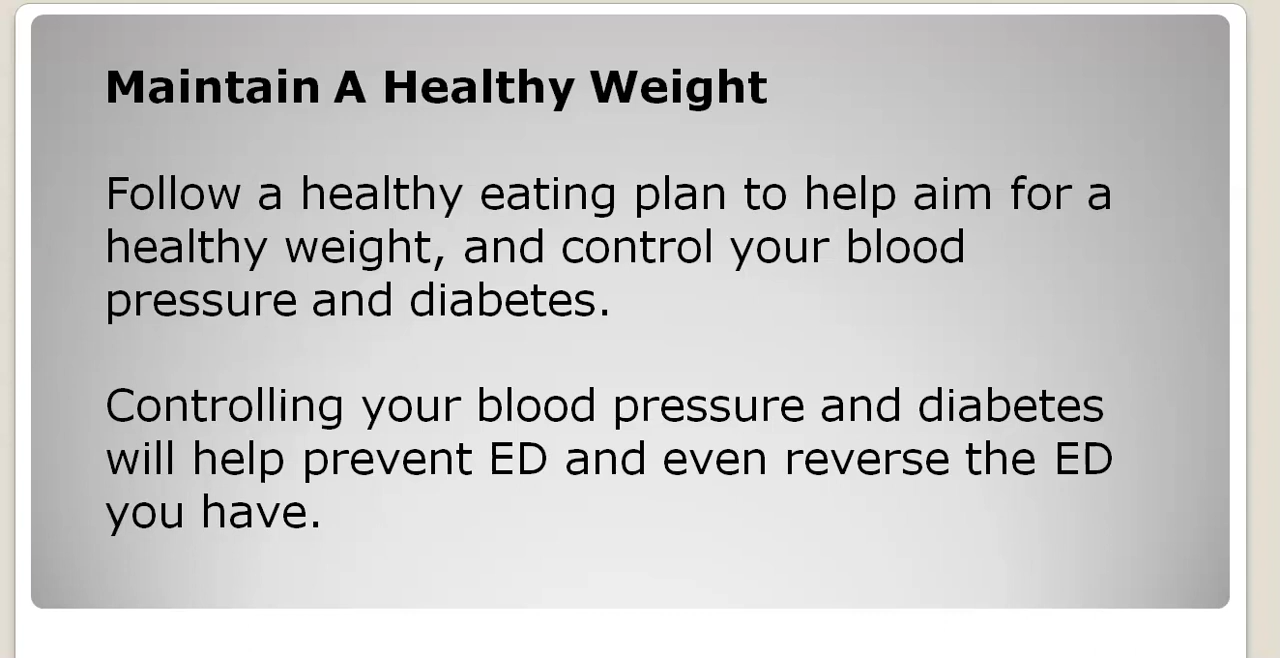 Maintain A Healthy Weight
Follow a healthy eating plan to help aim for a
healthy weight, and control your blood
pressure and diabetes.
Controlling your blood pressure and diabetes
will help prevent ED and even reverse the ED
you have.